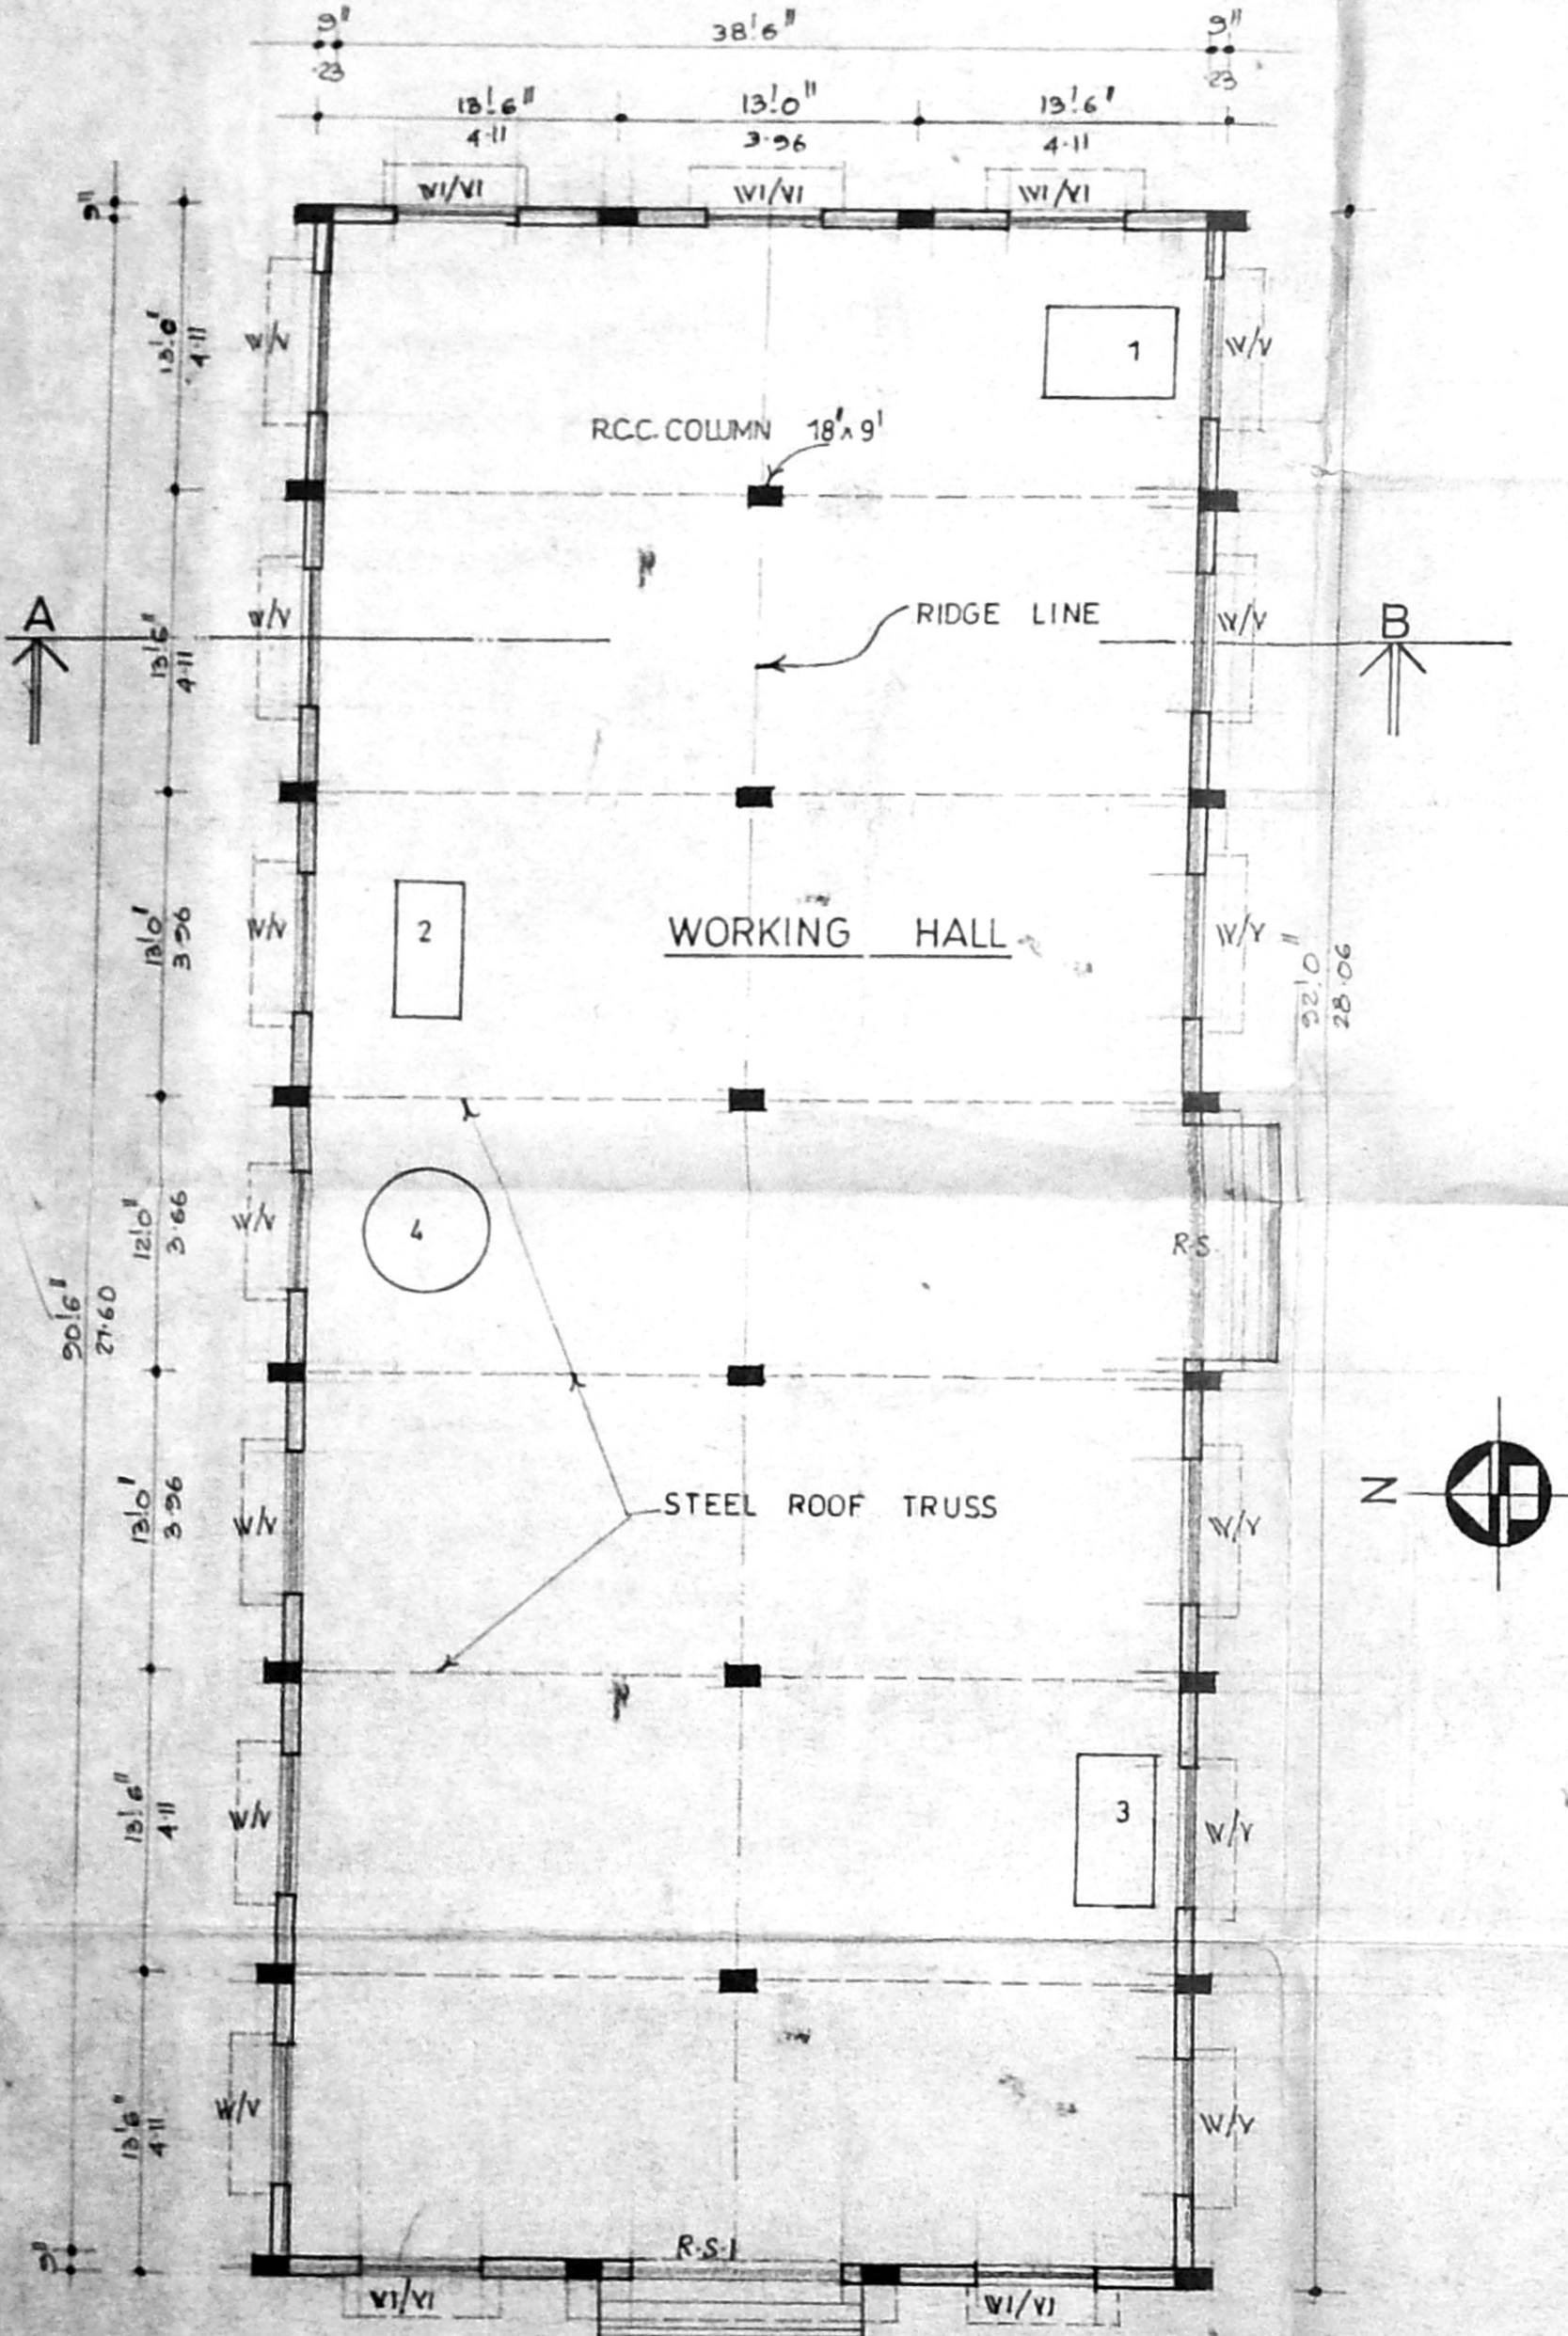 9" 38'6" 9"
·23 ·23
13'6" 13'0" 13'6'
4·11 3·96 4·11
W1/V1 W1/V1 W1/V1
9"
13'0'
4·11
W/V W/V
1
R.C.C. COLUMN 18"x9'
A
B
13'6"
4·11
W/V W/V
RIDGE LINE
13'0'
3·96
W/V W/V
2
WORKING HALL
92'0"
28·06
12'0"
3·66
W/V
4
R·S.
90'6"
27·60
13'0'
3·96
W/V W/V
STEEL ROOF TRUSS
N
13'6"
4·11
W/V W/V
3
13'6"
4·11
W/V W/V
9"
R·S·1
W1/V1 W1/V1